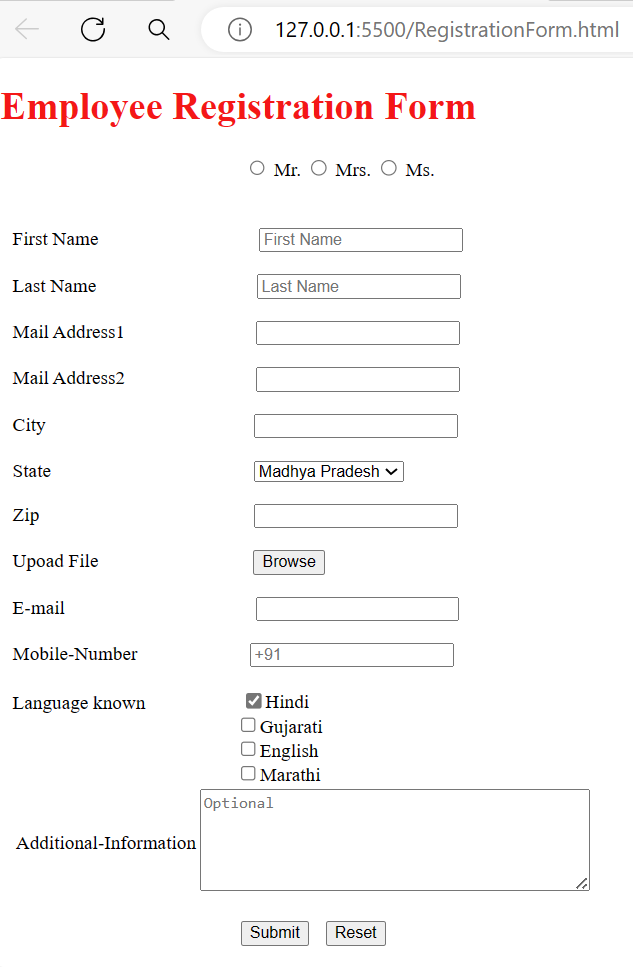 127.0.0.1:5500/RegistrationForm.html
Employee Registration Form
Mr. Mrs. Ms.
First Name First Name
Last Name Last Name
Mail Address1
Mail Address2
City
State Madhya Pradesh
Zip
Upoad File Browse
E-mail
Mobile-Number +91
Language known Hindi
Gujarati
English
Marathi
Optional
Additional-Information
Submit Reset